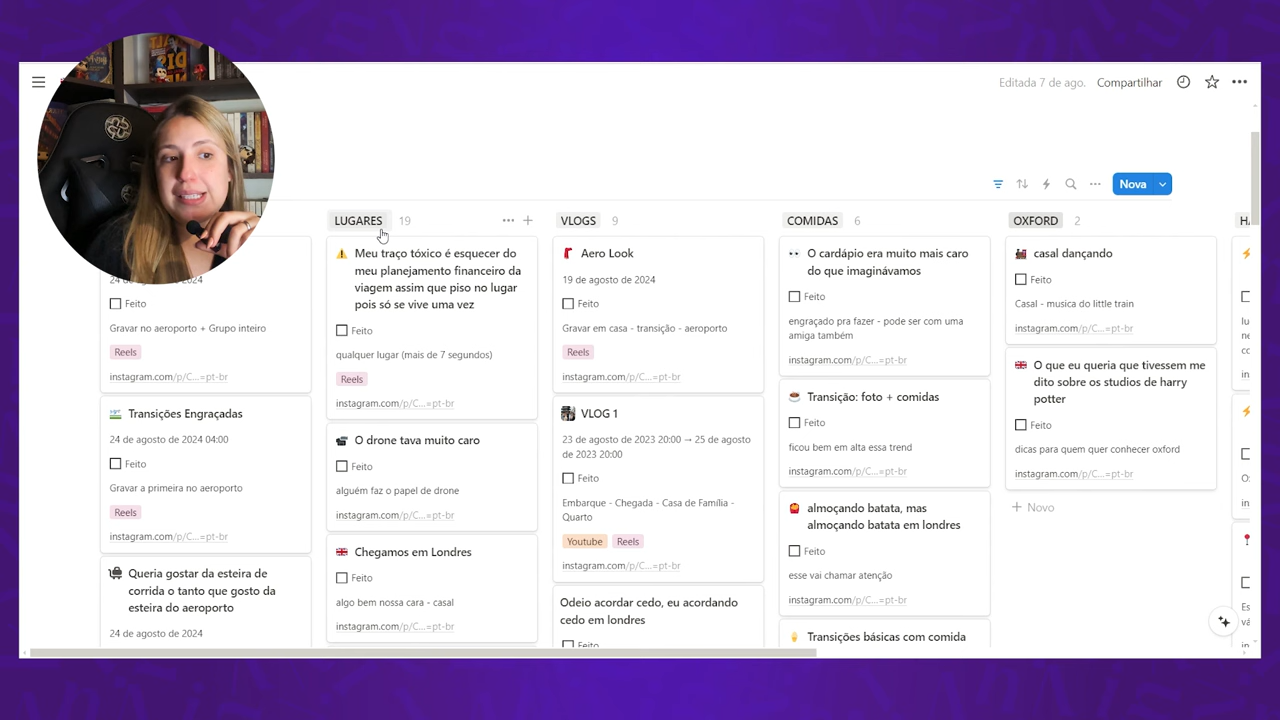 Editada 7 de ago.
Compartilhar
Nova
24 de agosto de 2024
Feito
Gravar no aeroporto + Grupo inteiro
Reels
instagram.com/p/C...=pt-br
Transições Engraçadas
24 de agosto de 2024 04:00
Feito
Gravar a primeira no aeroporto
Reels
instagram.com/p/C...=pt-br
Queria gostar da esteira de
corrida o tanto que gosto da
esteira do aeroporto
24 de agosto de 2024
LUGARES 19
Meu traço tóxico é esquecer do
meu planejamento financeiro da
viagem assim que piso no lugar
pois só se vive uma vez
Feito
qualquer lugar (mais de 7 segundos)
Reels
instagram.com/p/C...=pt-br
O drone tava muito caro
Feito
alguém faz o papel de drone
instagram.com/p/C...=pt-br
Chegamos em Londres
Feito
algo bem nossa cara - casal
instagram.com/p/C...=pt-br
VLOGS 9
Aero Look
19 de agosto de 2024
Feito
Gravar em casa - transição - aeroporto
Reels
instagram.com/p/C...=pt-br
VLOG 1
23 de agosto de 2023 20:00 → 25 de agosto
de 2023 20:00
Feito
Embarque - Chegada - Casa de Família -
Quarto
Youtube Reels
instagram.com/p/C...=pt-br
Odeio acordar cedo, eu acordando
cedo em londres
Feito
COMIDAS 6
O cardápio era muito mais caro
do que imaginávamos
Feito
engraçado pra fazer - pode ser com uma
amiga também
instagram.com/p/C...=pt-br
Transição: foto + comidas
Feito
ficou bem em alta essa trend
instagram.com/p/C...=pt-br
almoçando batata, mas
almoçando batata em londres
Feito
esse vai chamar atenção
instagram.com/p/C...=pt-br
Transições básicas com comida
OXFORD 2
casal dançando
Feito
Casal - musica do little train
instagram.com/p/C...=pt-br
O que eu queria que tivessem me
dito sobre os studios de harry
potter
Feito
dicas para quem quer conhecer oxford
instagram.com/p/C...=pt-br
+ Novo